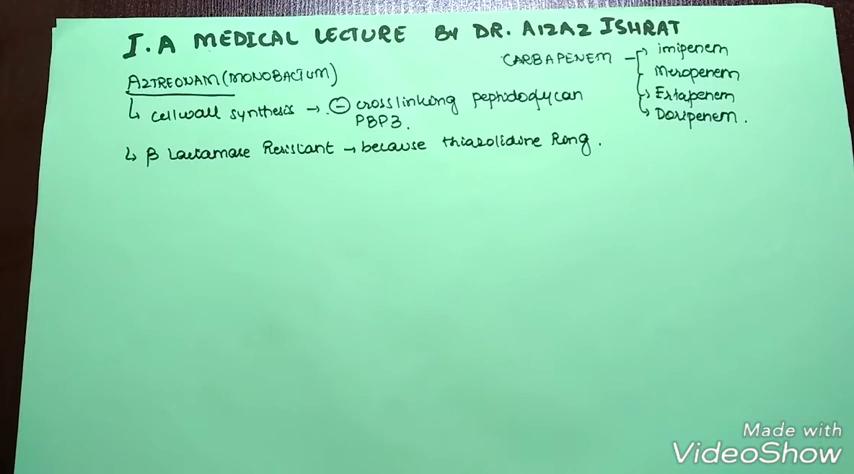 I.A MEDICAL LECTURE BY DR. AIZAZ ISHRAT
AZTREONAM (MONOBACTUM)
↳ cellwall synthesis → ⊖ crosslinking pephidoglycan
PBP3.
↳ β Lactamase Resistant → because thiazolidine Ring.
CARBAPENEM → imipenem
Meropenem
Ertapenem
Doripenem.
Made with
VideoShow